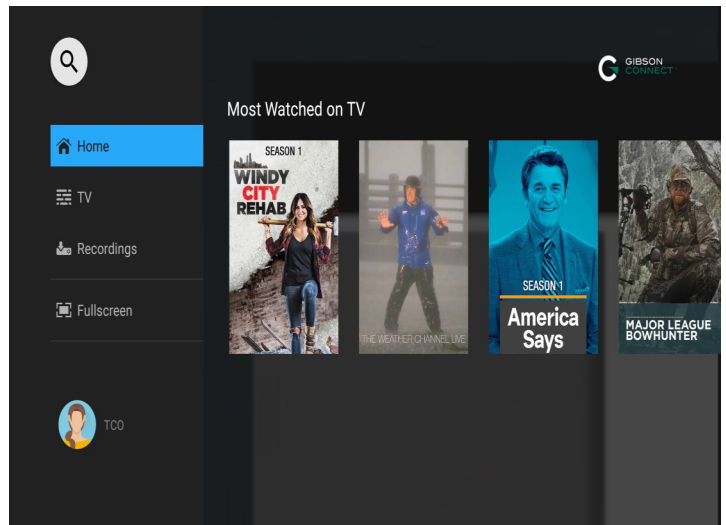 GIBSON
CONNECT
Most Watched on TV
Home
TV
Recordings
Fullscreen
TCO
SEASON 1
WINDY
CITY
REHAB
THE WEATHER CHANNEL LIVE
SEASON 1
America
Says
MAJOR LEAGUE
BOWHUNTER